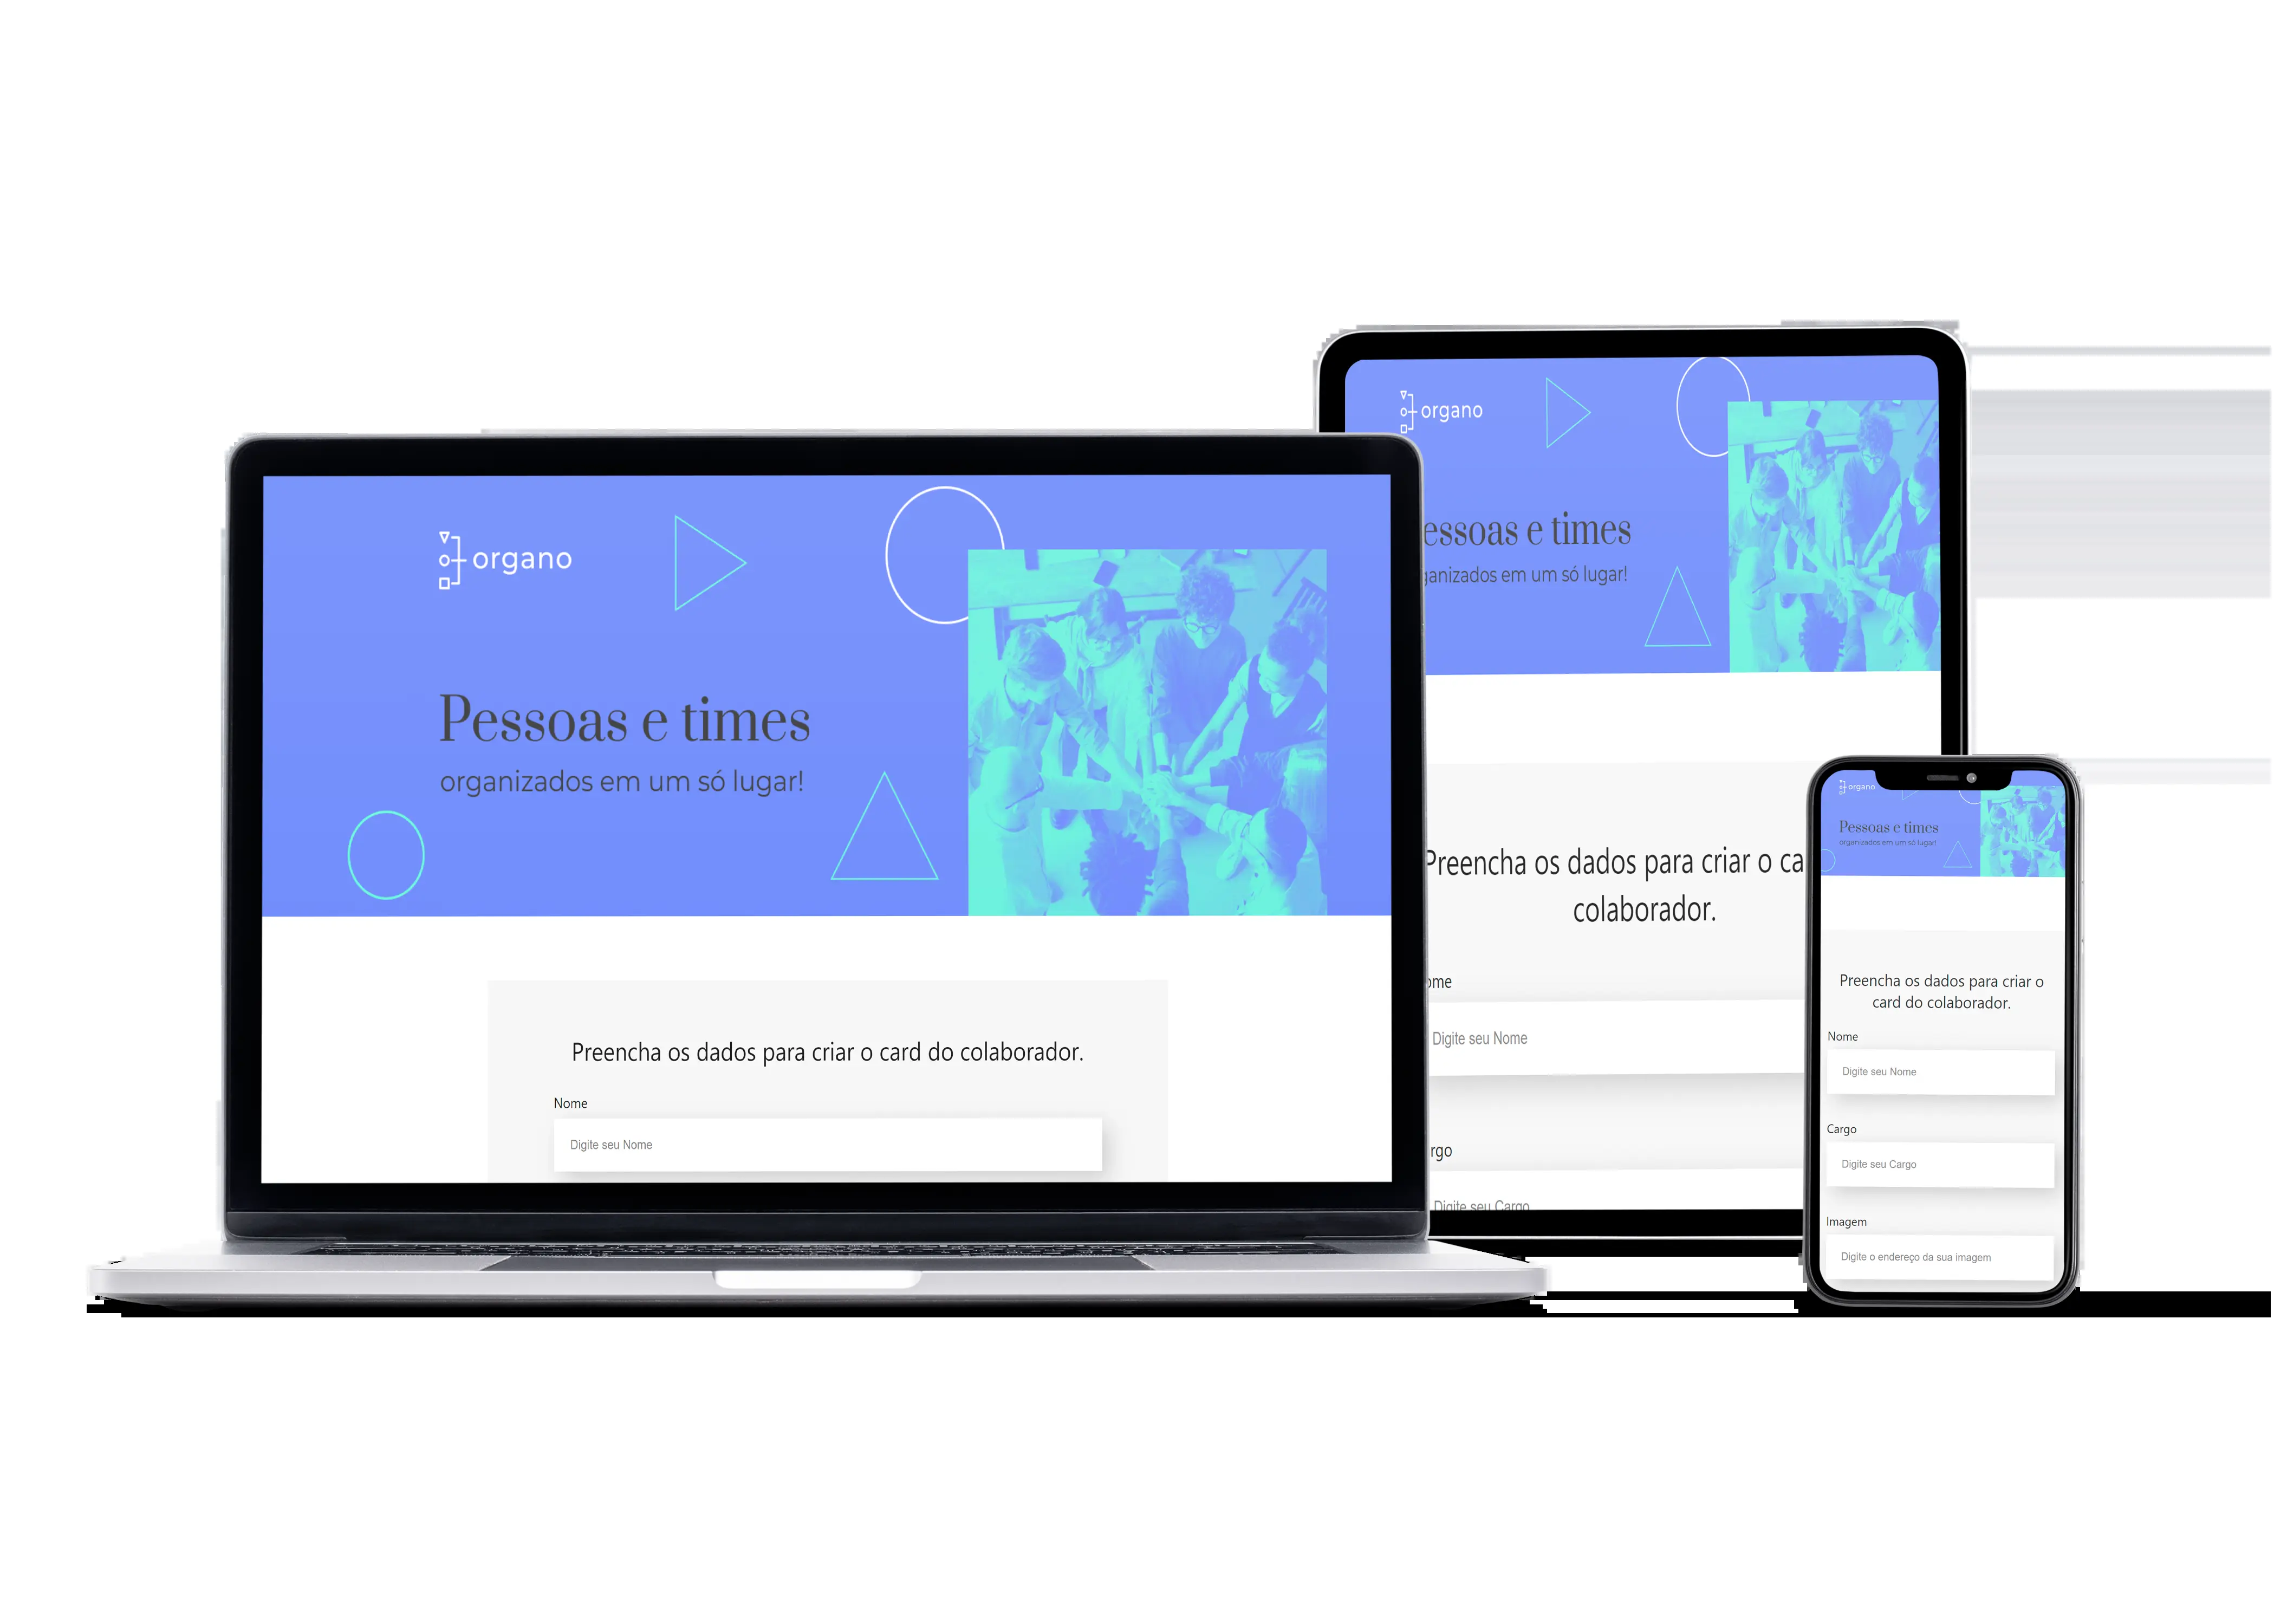 organo
Pessoas e times
organizados em um só lugar!
Preencha os dados para criar o card do colaborador.
Nome
Digite seu Nome
organo
essoas e times
ganizados em um só lugar!
Preencha os dados para criar o ca
colaborador.
ome
Digite seu Nome
rgo
Digite seu Cargo
organo
Pessoas e times
organizados em um só lugar!
Preencha os dados para criar o
card do colaborador.
Nome
Digite seu Nome
Cargo
Digite seu Cargo
Imagem
Digite o endereço da sua imagem